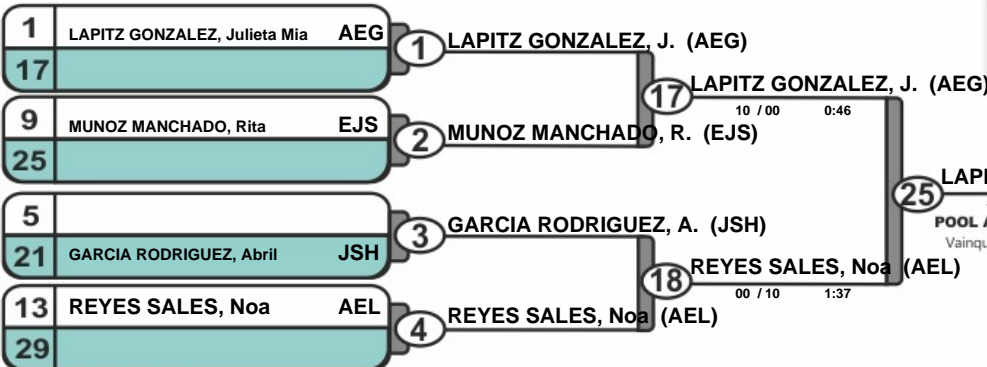 1 LAPITZ GONZALEZ, Julieta Mia AEG
17
9 MUNOZ MANCHADO, Rita EJS
25
5
21 GARCIA RODRIGUEZ, Abril JSH
13 REYES SALES, Noa AEL
29
1 LAPITZ GONZALEZ, J. (AEG)
2 MUNOZ MANCHADO, R. (EJS)
3 GARCIA RODRIGUEZ, A. (JSH)
4 REYES SALES, Noa (AEL)
17 LAPITZ GONZALEZ, J. (AEG)
10 / 00 0:46
18 REYES SALES, Noa (AEL)
00 / 10 1:37
25 LAPI
POOL A
Vainqu